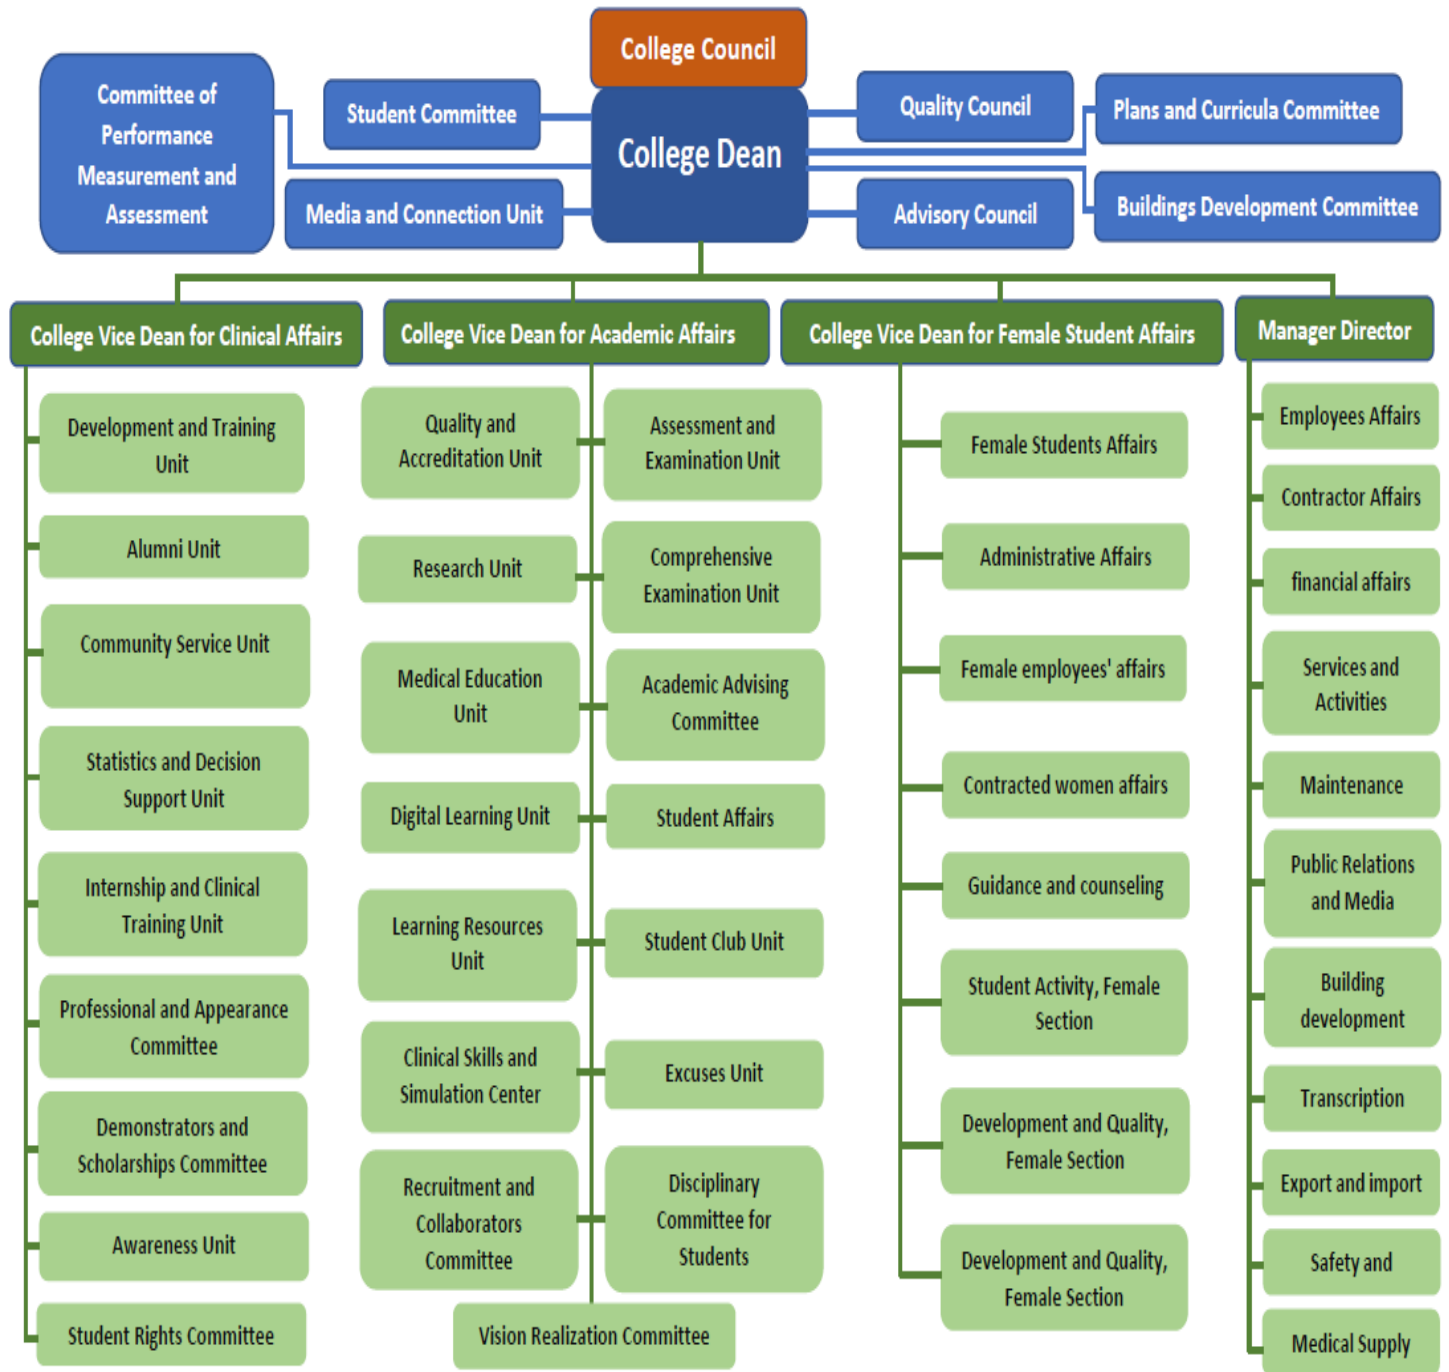 College Council
College Dean
Committee of
Performance
Measurement and
Assessment
Student Committee
Media and Connection Unit
Quality Council
Advisory Council
Plans and Curricula Committee
Buildings Development Committee
College Vice Dean for Clinical Affairs
Development and Training
Unit
Alumni Unit
Community Service Unit
Statistics and Decision
Support Unit
Internship and Clinical
Training Unit
Professional and Appearance
Committee
Demonstrators and
Scholarships Committee
Awareness Unit
Student Rights Committee
College Vice Dean for Academic Affairs
Quality and
Accreditation Unit
Assessment and
Examination Unit
Research Unit
Comprehensive
Examination Unit
Medical Education
Unit
Academic Advising
Committee
Digital Learning Unit
Student Affairs
Learning Resources
Unit
Student Club Unit
Clinical Skills and
Simulation Center
Excuses Unit
Recruitment and
Collaborators
Committee
Disciplinary
Committee for
Students
Vision Realization Committee
College Vice Dean for Female Student Affairs
Female Students Affairs
Administrative Affairs
Female employees' affairs
Contracted women affairs
Guidance and counseling
Student Activity, Female
Section
Development and Quality,
Female Section
Development and Quality,
Female Section
Manager Director
Employees Affairs
Contractor Affairs
financial affairs
Services and
Activities
Maintenance
Public Relations
and Media
Building
development
Transcription
Export and import
Safety and
Medical Supply